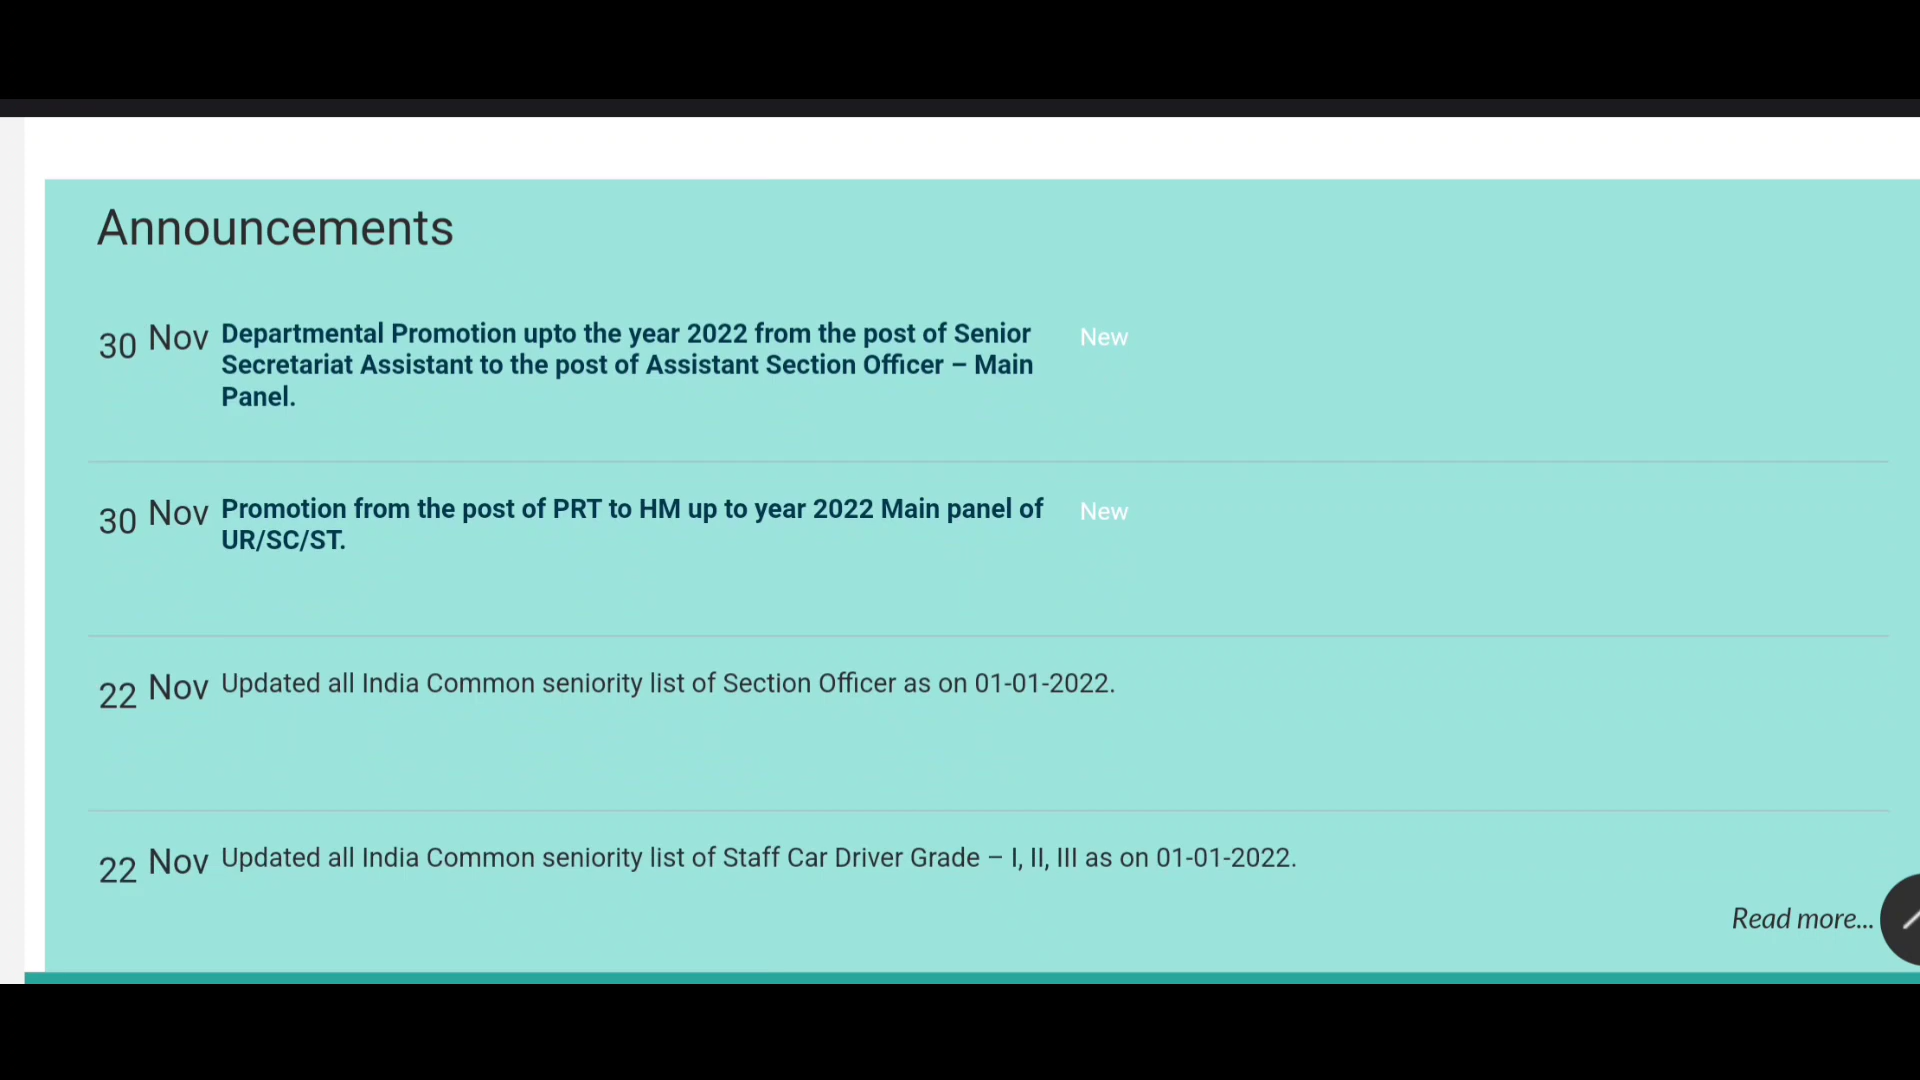 Announcements
30 Nov Departmental Promotion upto the year 2022 from the post of Senior New
Secretariat Assistant to the post of Assistant Section Officer – Main
Panel.
30 Nov Promotion from the post of PRT to HM up to year 2022 Main panel of New
UR/SC/ST.
22 Nov Updated all India Common seniority list of Section Officer as on 01-01-2022.
22 Nov Updated all India Common seniority list of Staff Car Driver Grade – I, II, III as on 01-01-2022.
Read more...